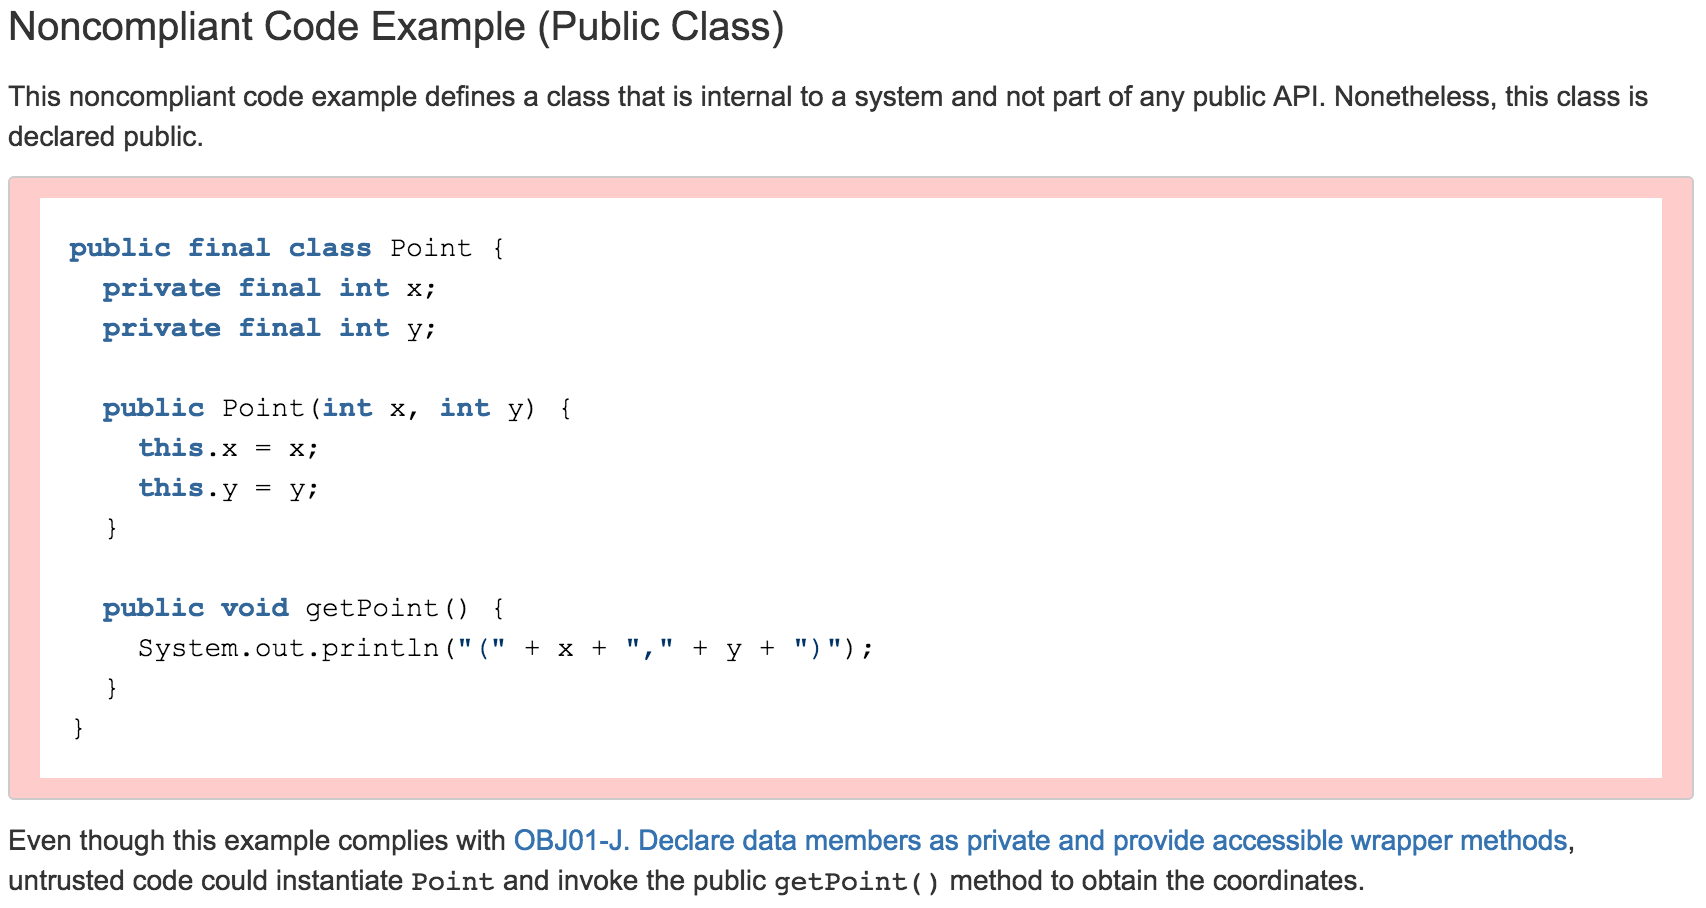 Noncompliant Code Example (Public Class)
This noncompliant code example defines a class that is internal to a system and not part of any public API. Nonetheless, this class is
declared public.
public final class Point {
  private final int x;
  private final int y;

  public Point(int x, int y) {
    this.x = x;
    this.y = y;
  }

  public void getPoint() {
    System.out.println("(" + x + "," + y + ")");
  }
}
Even though this example complies with OBJ01-J. Declare data members as private and provide accessible wrapper methods,
untrusted code could instantiate Point and invoke the public getPoint() method to obtain the coordinates.